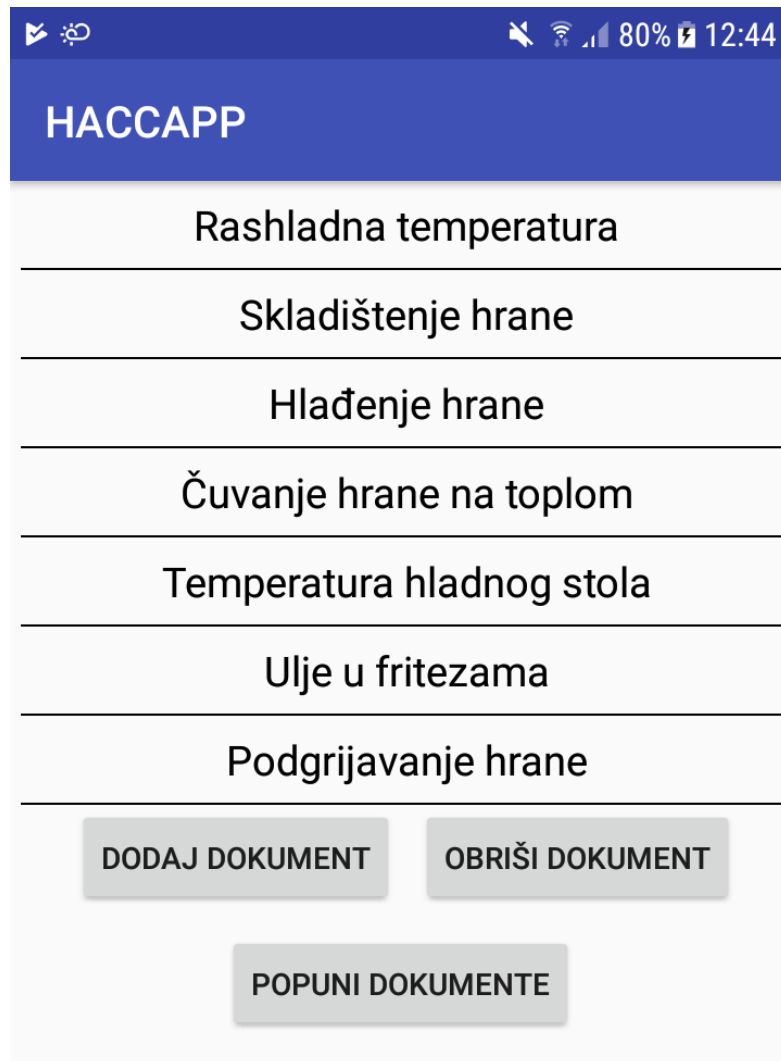 80% 12:44
HACCAPP
Rashladna temperatura
Skladištenje hrane
Hlađenje hrane
Čuvanje hrane na toplom
Temperatura hladnog stola
Ulje u fritezama
Podgrijavanje hrane
DODAJ DOKUMENT OBRIŠI DOKUMENT
POPUNI DOKUMENTE